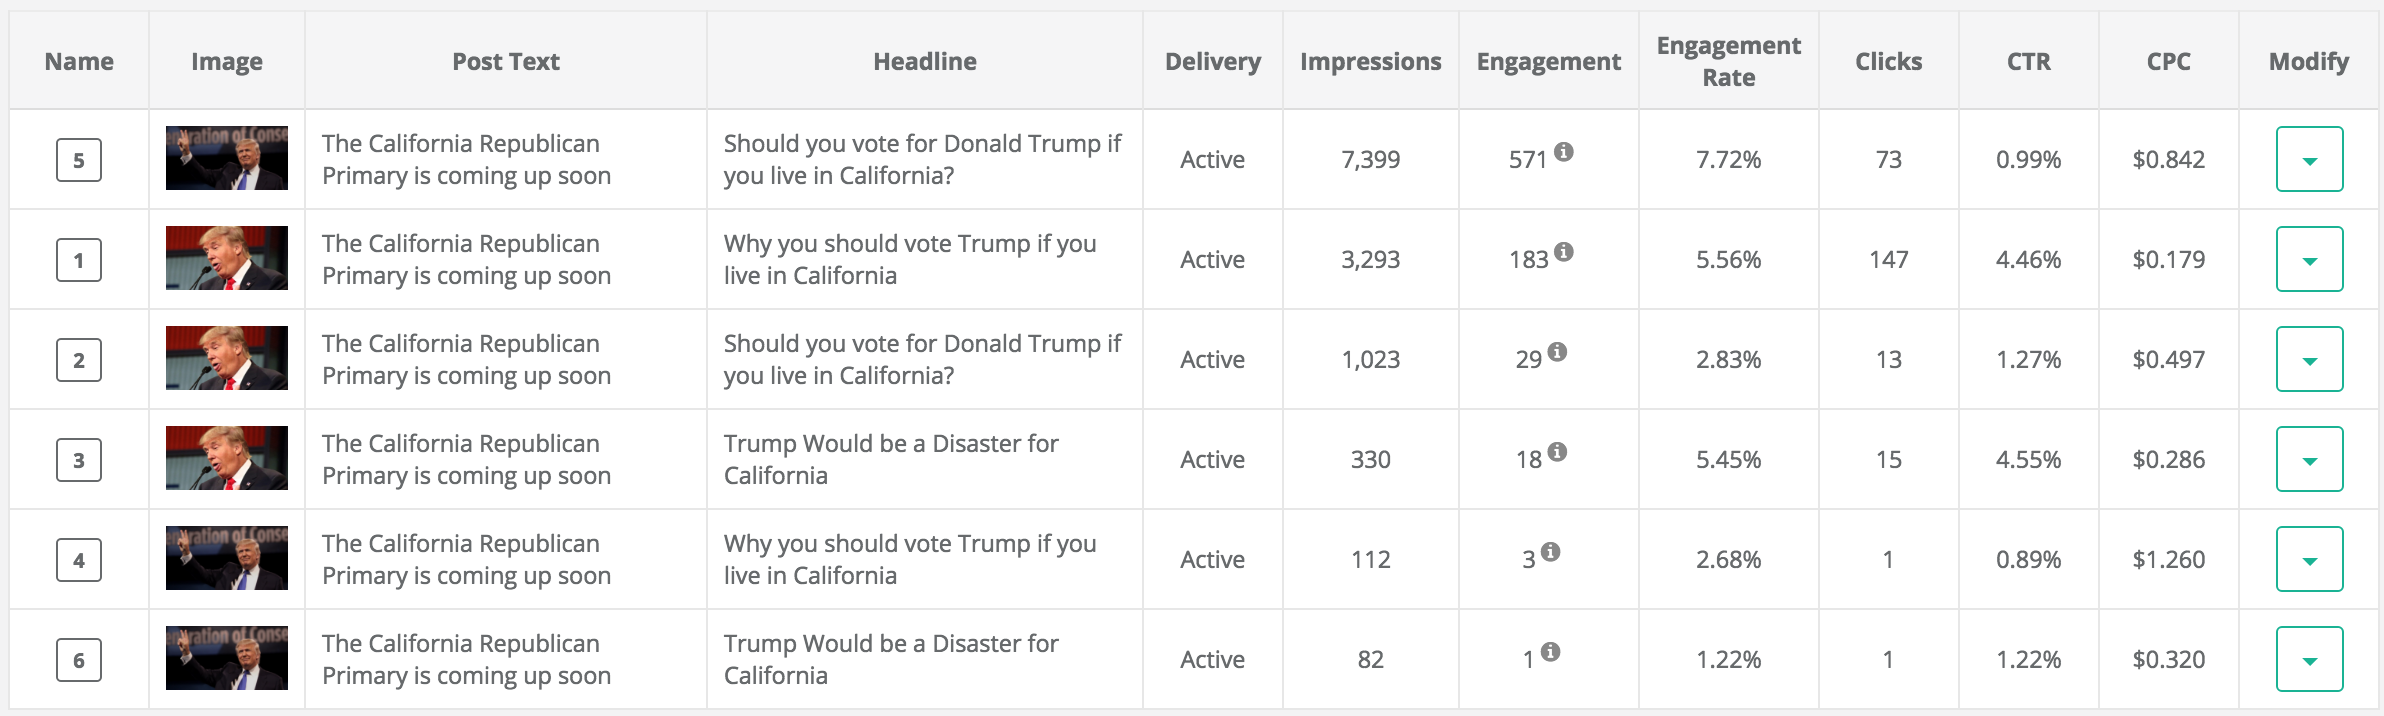 Name Image Post Text Headline Delivery Impressions Engagement Engagement Rate Clicks CTR CPC Modify
5 The California Republican Should you vote for Donald Trump if Active 7,399 571 7.72% 73 0.99% $0.842
Primary is coming up soon you live in California?
1 The California Republican Why you should vote Trump if you Active 3,293 183 5.56% 147 4.46% $0.179
Primary is coming up soon live in California
2 The California Republican Should you vote for Donald Trump if Active 1,023 29 2.83% 13 1.27% $0.497
Primary is coming up soon you live in California?
3 The California Republican Trump Would be a Disaster for Active 330 18 5.45% 15 4.55% $0.286
Primary is coming up soon California
4 The California Republican Why you should vote Trump if you Active 112 3 2.68% 1 0.89% $1.260
Primary is coming up soon live in California
6 The California Republican Trump Would be a Disaster for Active 82 1 1.22% 1 1.22% $0.320
Primary is coming up soon California